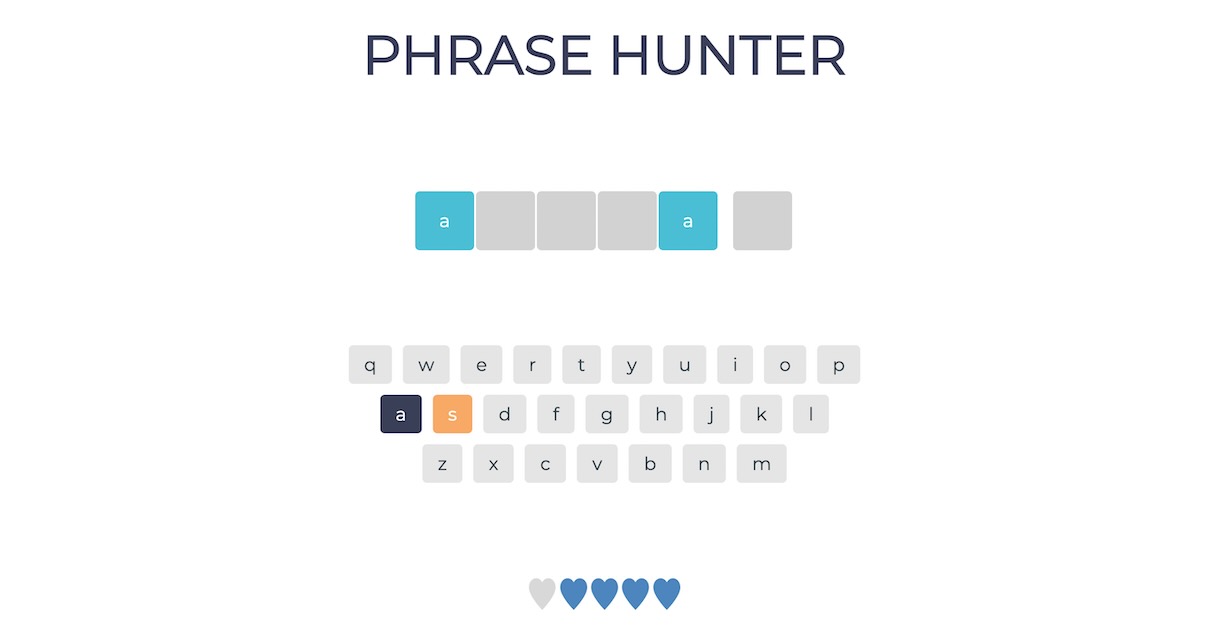 PHRASE HUNTER
a a
q w e r t y u i o p
a s d f g h j k l
z x c v b n m